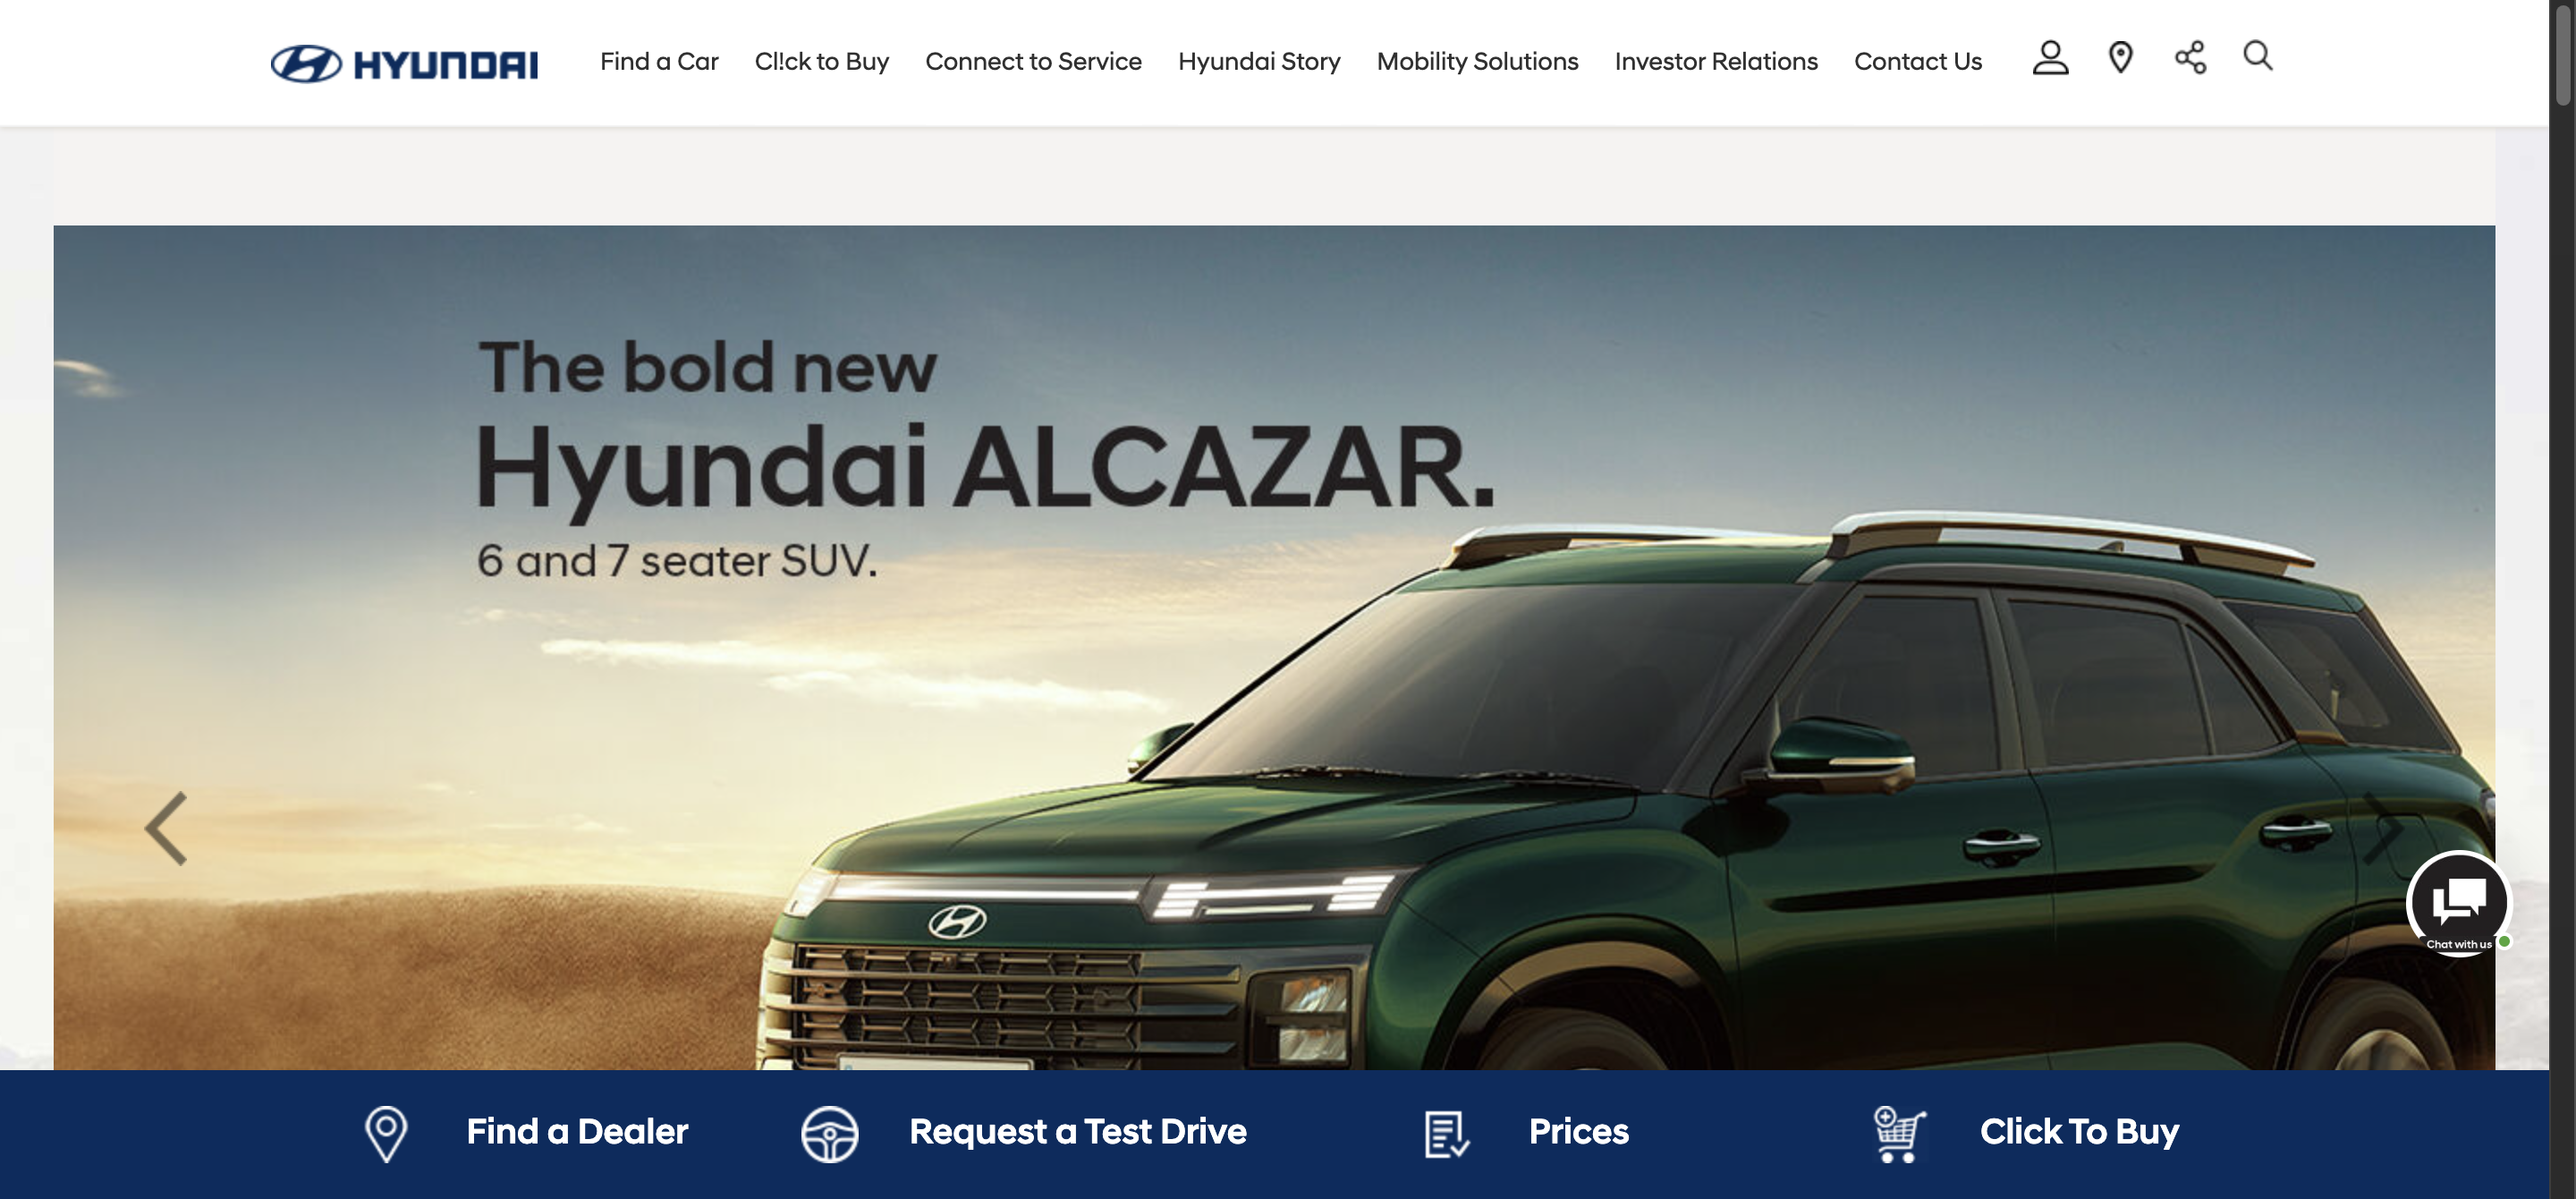 HYUNDAI
Find a Car
Cl!ck to Buy
Connect to Service
Hyundai Story
Mobility Solutions
Investor Relations
Contact Us
The bold new
Hyundai ALCAZAR.
6 and 7 seater SUV.
Chat with us
Find a Dealer
Request a Test Drive
Prices
Click To Buy